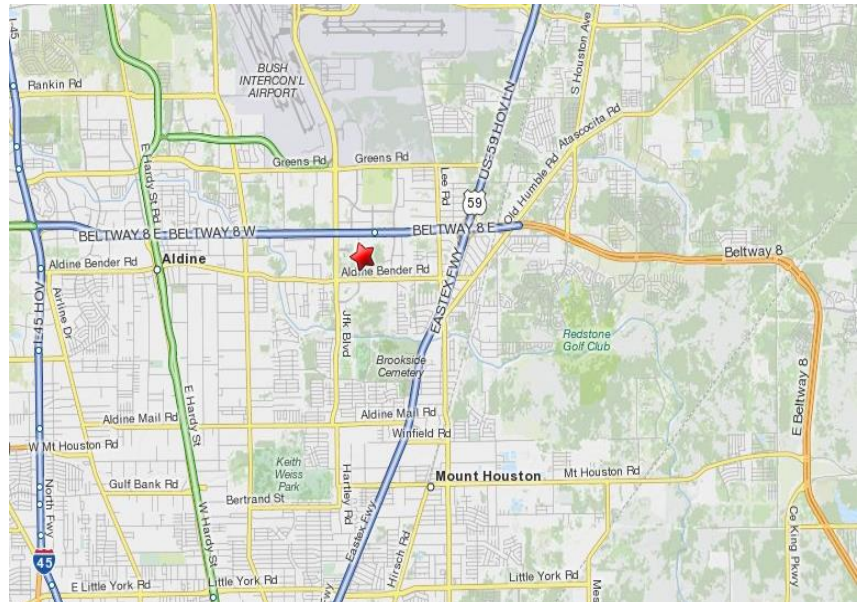 I-45
BUSH
INTERCON'L
AIRPORT
Rankin Rd
S Houston Ave
US-59 HOV LN
Atascocita Rd
E Hardy St Rd
Greens Rd
Greens Rd
Lee Rd
59
Old Humble Rd
BELTWAY 8 E-BELTWAY 8 W
BELTWAY 8 E
Beltway 8
Aldine Bender Rd
Aldine
Aldine Bender Rd
EASTEX FWY
I-45 HOV
Airline Dr
Jfk Blvd
Redstone
Golf Club
Brookside
Cemetery
E Hardy St
E Beltway 8
Aldine Mail Rd
Aldine Mail Rd
Winfield Rd
W Mt Houston Rd
Keith
Weiss
Park
Mount Houston
Mt Houston Rd
Gulf Bank Rd
Hartley Rd
Bertrand St
North Fwy
W Hardy St
Eastex Fwy
Hirsch Rd
Ce King Pkwy
45
E Little York Rd
Little York Rd
Little York Rd
Fwy
Mes